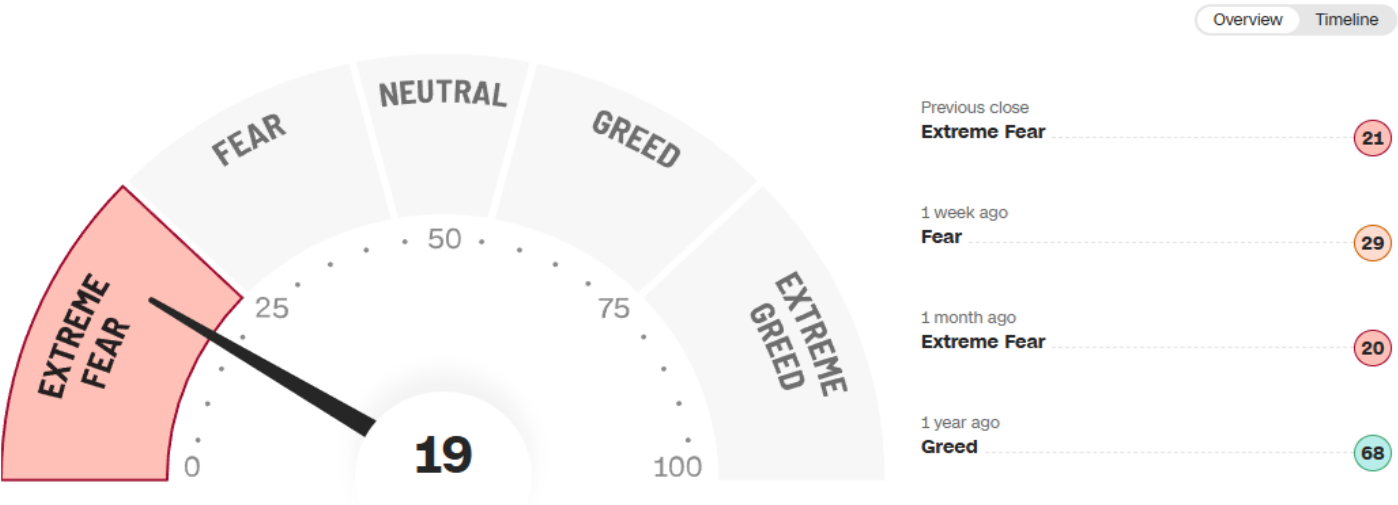 Overview
Timeline
EXTREME
FEAR
FEAR
NEUTRAL
GREED
EXTREME
GREED
0
25
50
75
100
19
Previous close
Extreme Fear
21
1 week ago
Fear
29
1 month ago
Extreme Fear
20
1 year ago
Greed
68